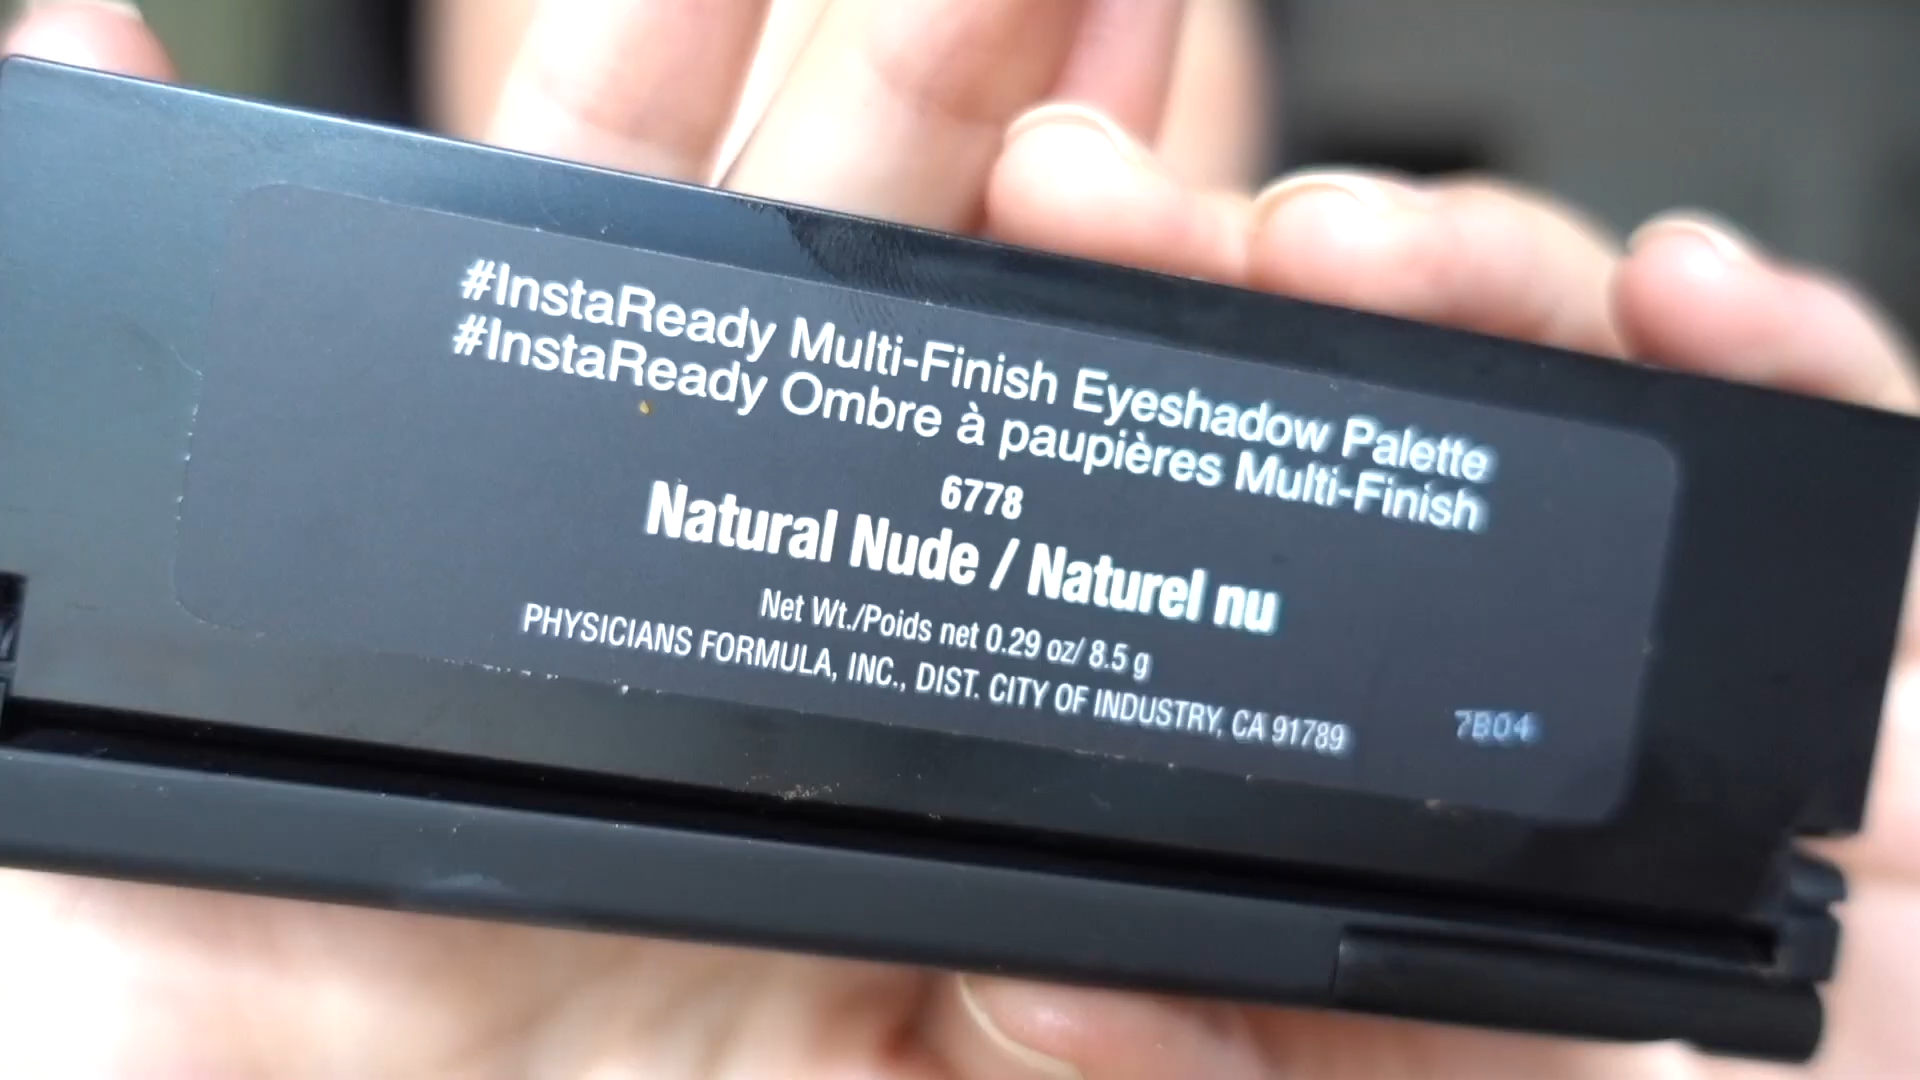 #InstaReady Multi-Finish Eyeshadow Palette
#InstaReady Ombre à paupières Multi-Finish
6778
Natural Nude / Naturel nu
Net Wt./Poids net 0.29 oz/ 8.5 g
PHYSICIANS FORMULA, INC., DIST. CITY OF INDUSTRY, CA 91789
7B04